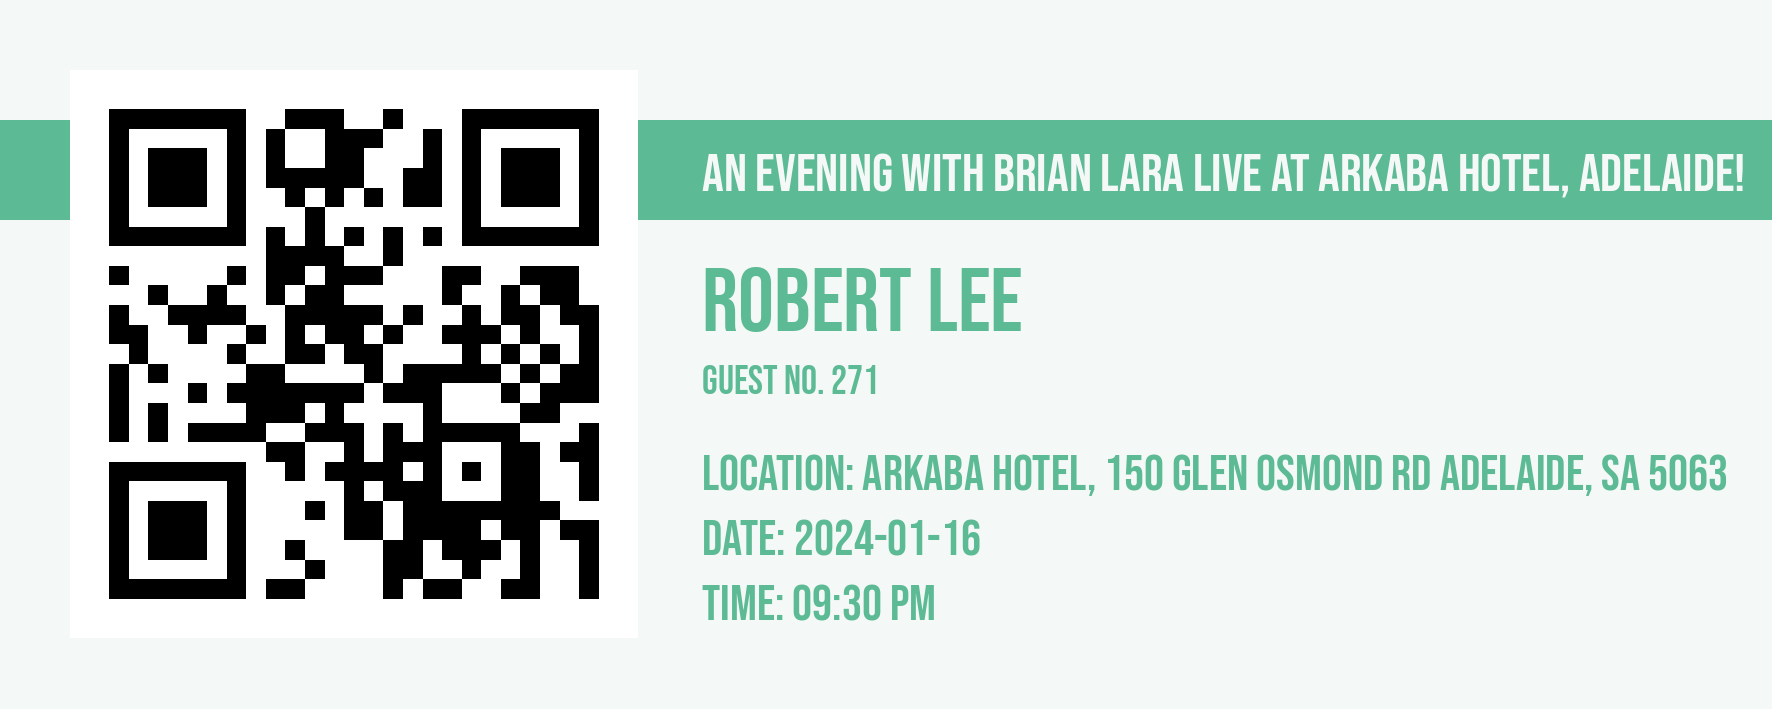 AN EVENING WITH BRIAN LARA LIVE AT ARKABA HOTEL, ADELAIDE!
ROBERT LEE
GUEST NO. 271
LOCATION: ARKABA HOTEL, 150 GLEN OSMOND RD ADELAIDE, SA 5063
DATE: 2024-01-16
TIME: 09:30 PM